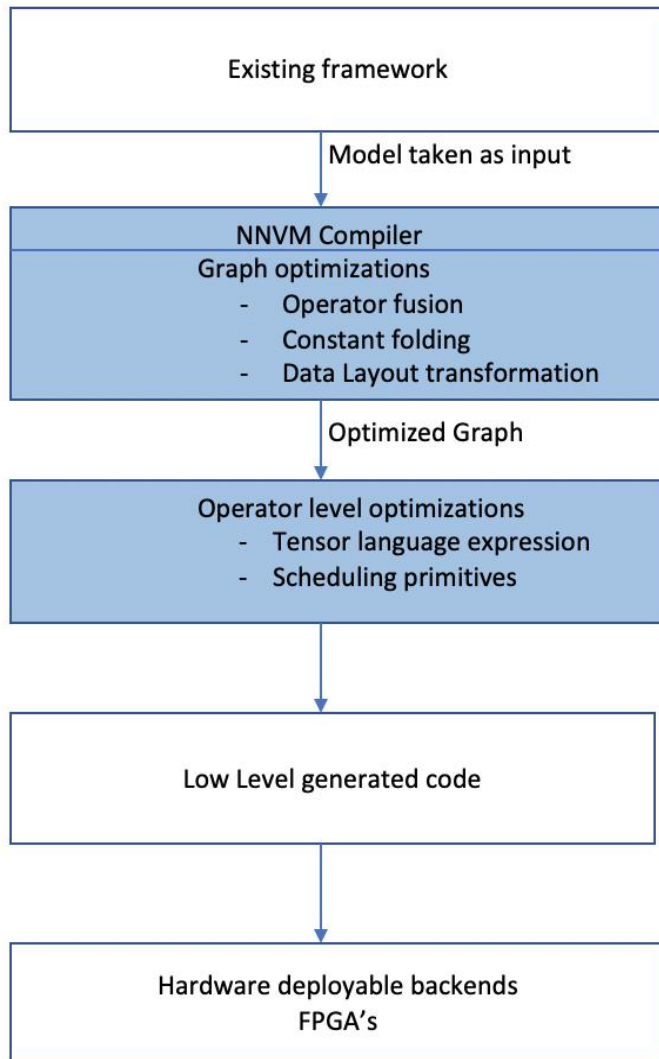 Existing framework
Model taken as input
NNVM Compiler
Graph optimizations
- Operator fusion
- Constant folding
- Data Layout transformation
Optimized Graph
Operator level optimizations
- Tensor language expression
- Scheduling primitives
Low Level generated code
Hardware deployable backends
FPGA’s